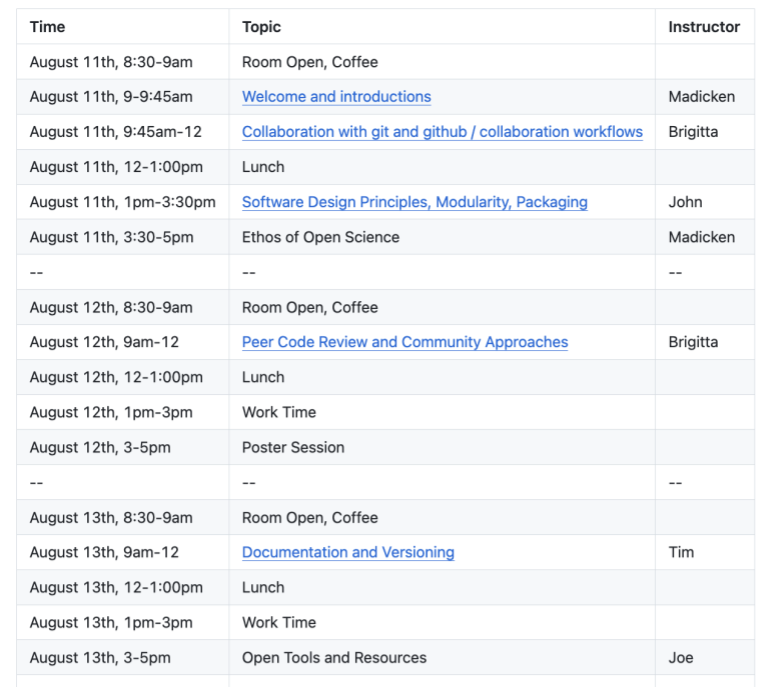 Time Topic Instructor
August 11th, 8:30-9am Room Open, Coffee
August 11th, 9-9:45am Welcome and introductions Madicken
August 11th, 9:45am-12 Collaboration with git and github / collaboration workflows Brigitta
August 11th, 12-1:00pm Lunch
August 11th, 1pm-3:30pm Software Design Principles, Modularity, Packaging John
August 11th, 3:30-5pm Ethos of Open Science Madicken
-- -- --
August 12th, 8:30-9am Room Open, Coffee
August 12th, 9am-12 Peer Code Review and Community Approaches Brigitta
August 12th, 12-1:00pm Lunch
August 12th, 1pm-3pm Work Time
August 12th, 3-5pm Poster Session
-- -- --
August 13th, 8:30-9am Room Open, Coffee
August 13th, 9am-12 Documentation and Versioning Tim
August 13th, 12-1:00pm Lunch
August 13th, 1pm-3pm Work Time
August 13th, 3-5pm Open Tools and Resources Joe